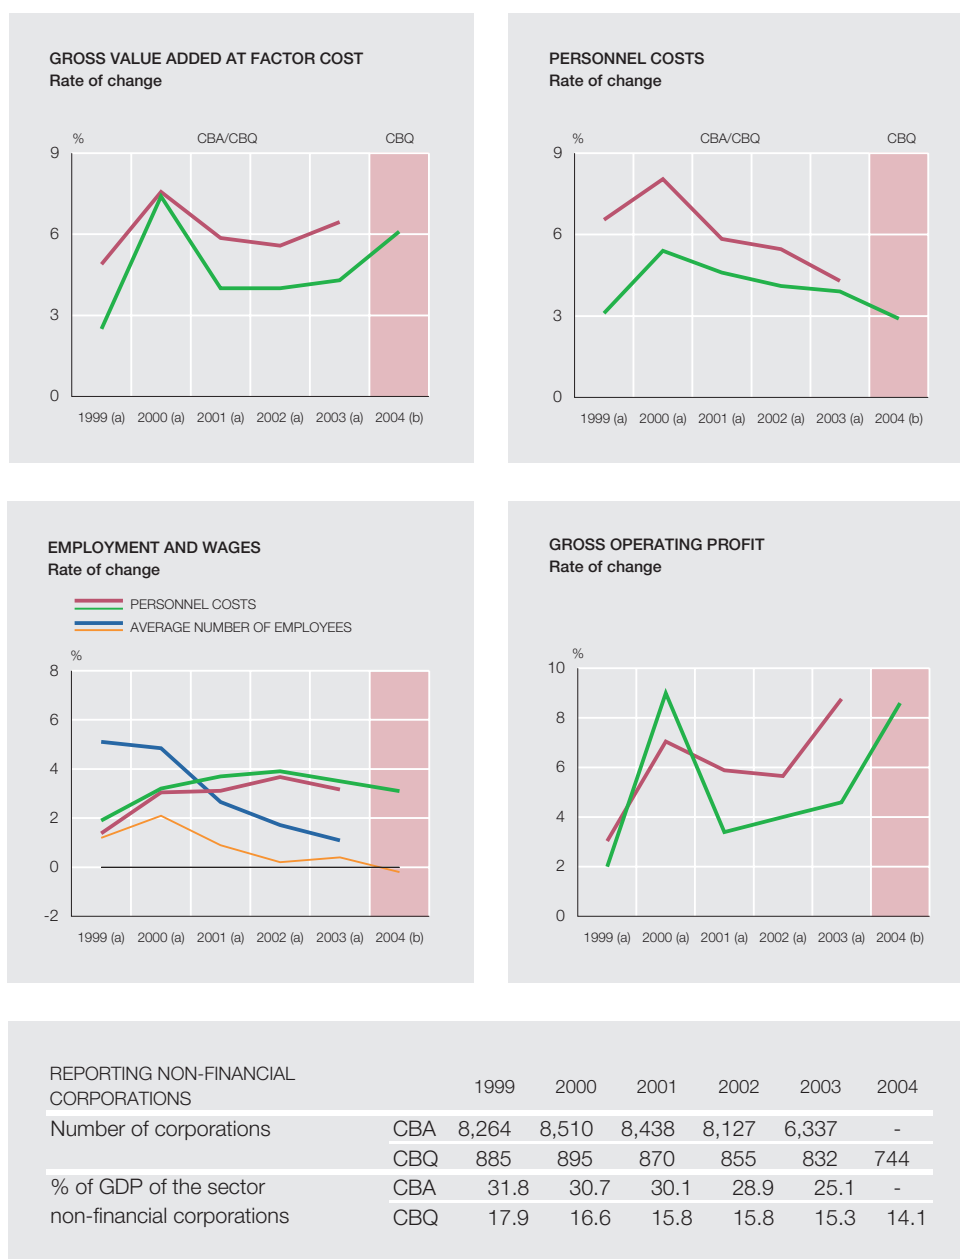 GROSS VALUE ADDED AT FACTOR COST
Rate of change
% CBA/CBQ CBQ
9
6
3
0
1999 (a) 2000 (a) 2001 (a) 2002 (a) 2003 (a) 2004 (b)
PERSONNEL COSTS
Rate of change
% CBA/CBQ CBQ
9
6
3
0
1999 (a) 2000 (a) 2001 (a) 2002 (a) 2003 (a) 2004 (b)
EMPLOYMENT AND WAGES
Rate of change
PERSONNEL COSTS
AVERAGE NUMBER OF EMPLOYEES
%
8
6
4
2
0
-2
1999 (a) 2000 (a) 2001 (a) 2002 (a) 2003 (a) 2004 (b)
GROSS OPERATING PROFIT
Rate of change
%
10
8
6
4
2
0
1999 (a) 2000 (a) 2001 (a) 2002 (a) 2003 (a) 2004 (b)
REPORTING NON-FINANCIAL
CORPORATIONS 1999 2000 2001 2002 2003 2004
Number of corporations CBA 8,264 8,510 8,438 8,127 6,337 -
CBQ 885 895 870 855 832 744
% of GDP of the sector CBA 31.8 30.7 30.1 28.9 25.1 -
non-financial corporations CBQ 17.9 16.6 15.8 15.8 15.3 14.1